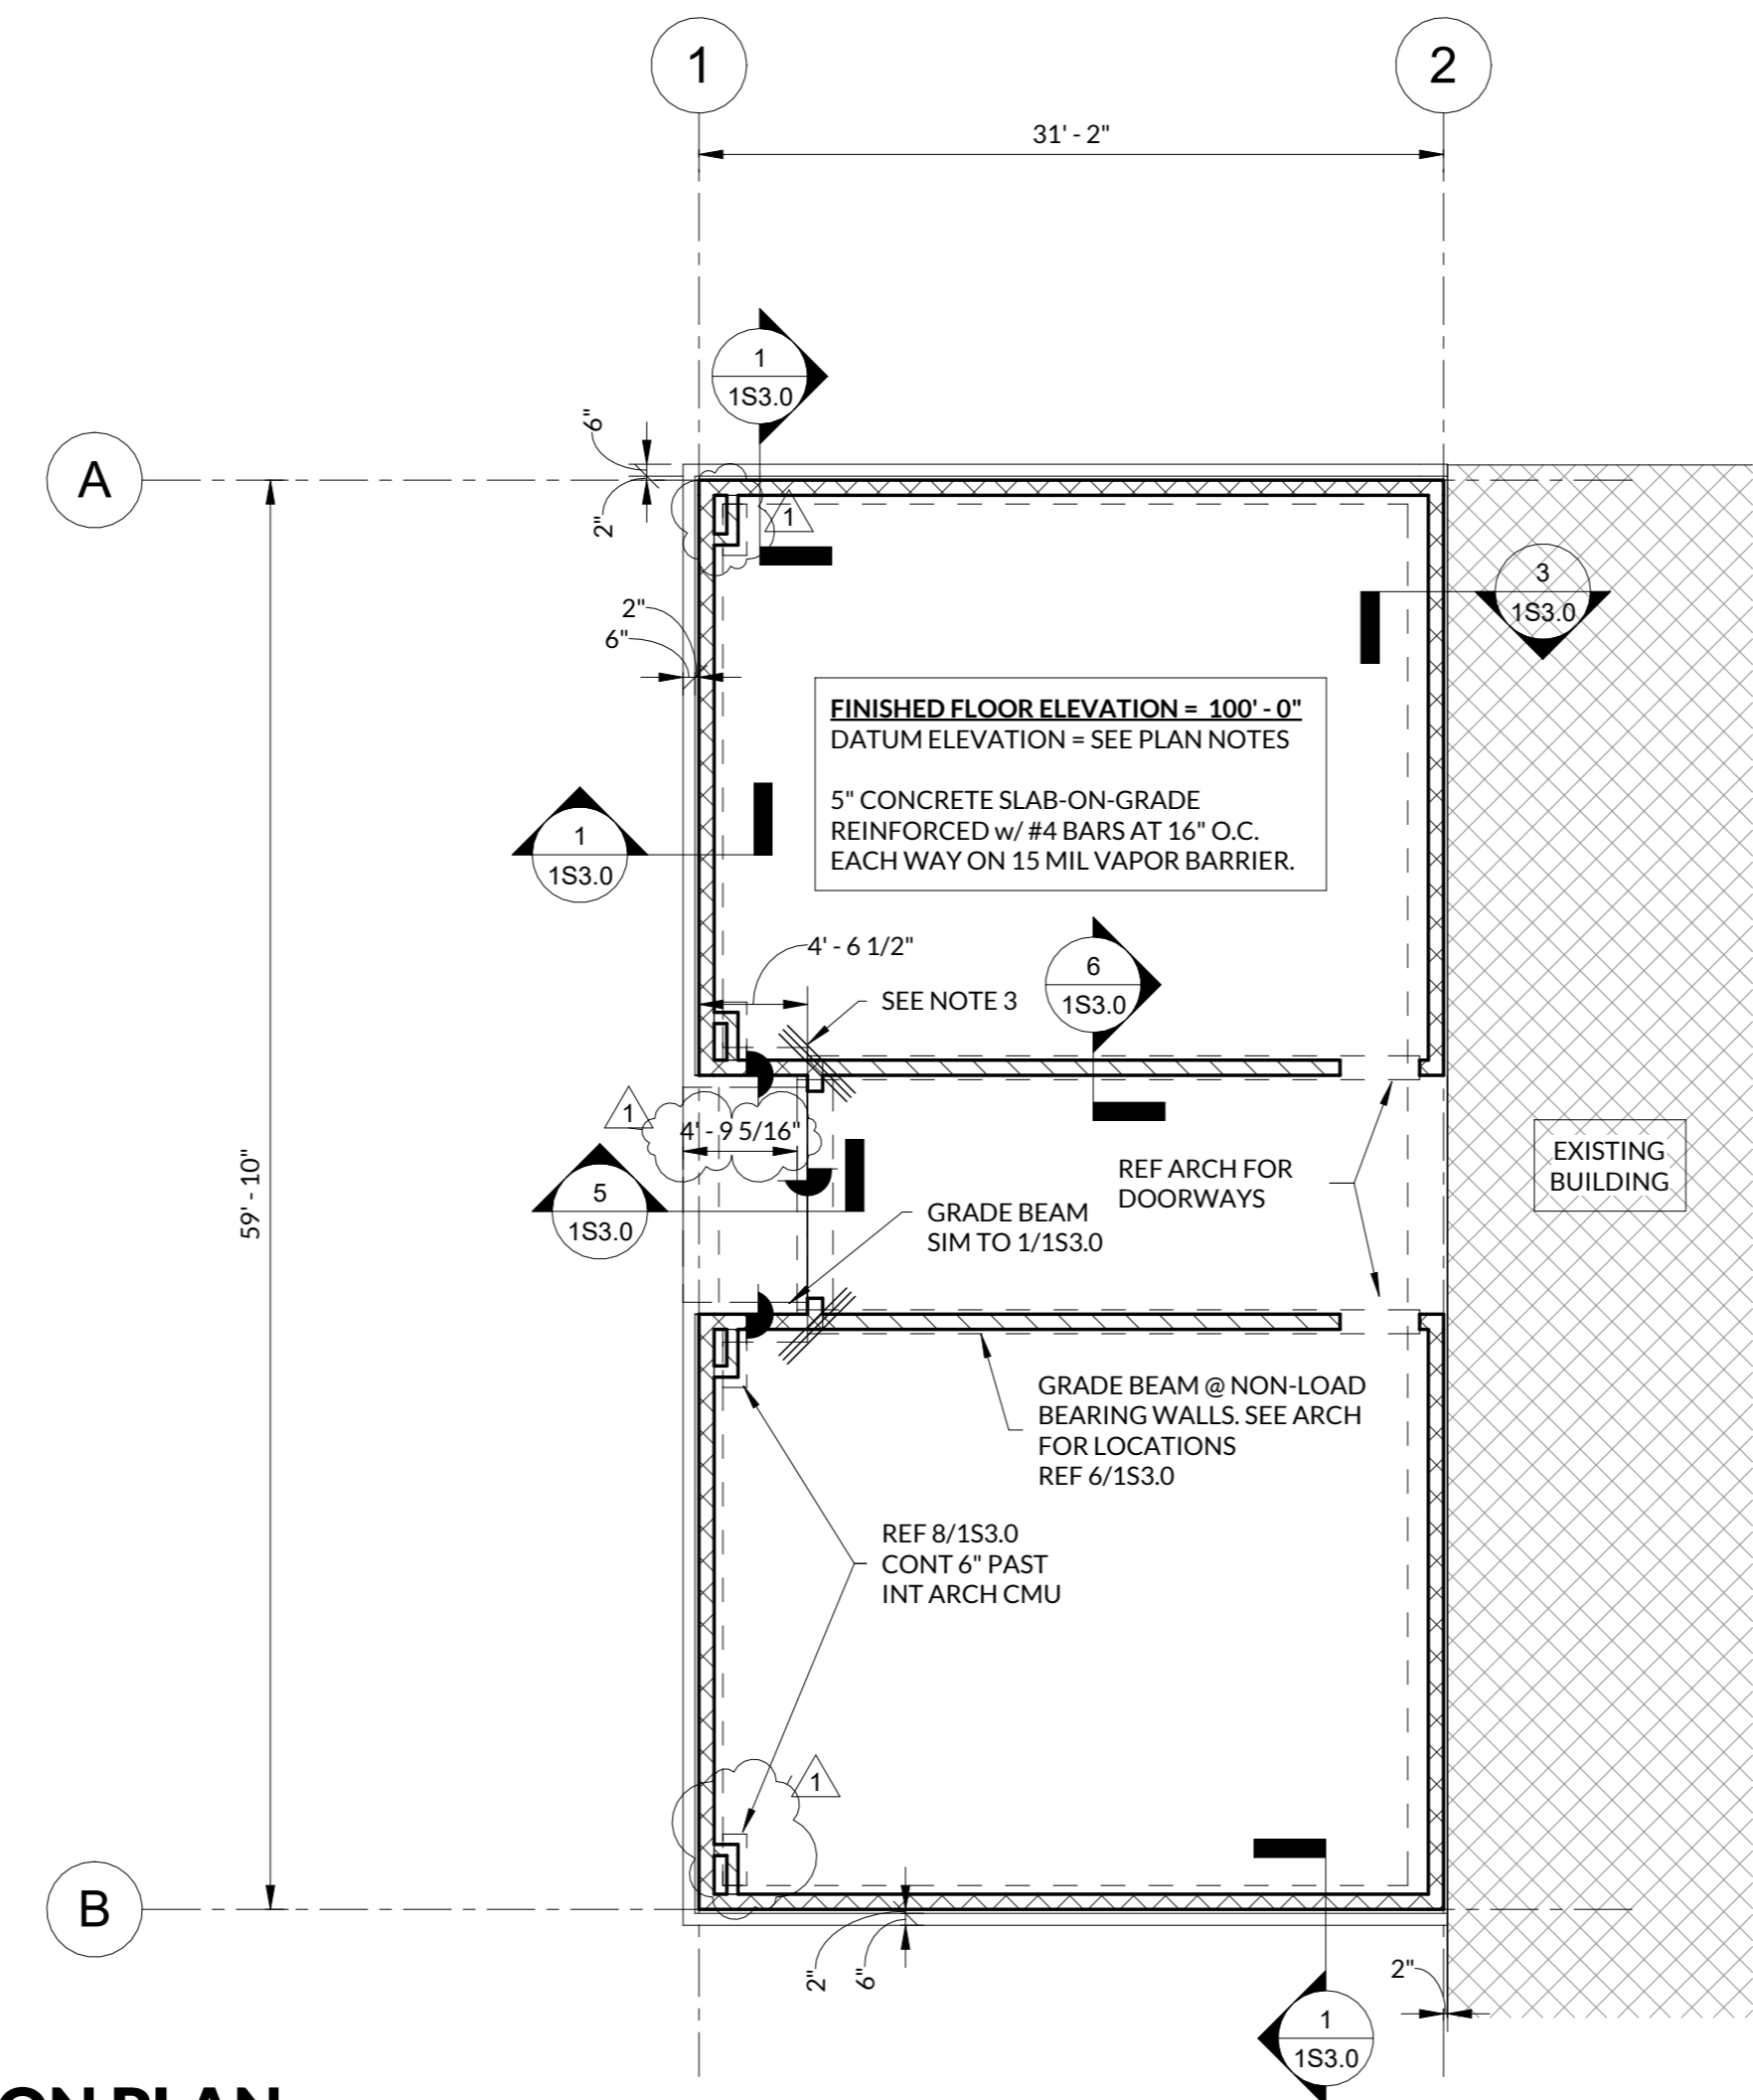 1
2
31' - 2"
1
1S3.0
6"
A
2"
1
3
1S3.0
2"
6"
FINISHED FLOOR ELEVATION = 100' - 0"
DATUM ELEVATION = SEE PLAN NOTES
5" CONCRETE SLAB-ON-GRADE
REINFORCED w/ #4 BARS AT 16" O.C.
EACH WAY ON 15 MIL VAPOR BARRIER.
1
1S3.0
4' - 6 1/2"
SEE NOTE 3
6
1S3.0
1
4' - 9 5/16"
59' - 10"
5
1S3.0
REF ARCH FOR
DOORWAYS
EXISTING
BUILDING
GRADE BEAM
SIM TO 1/1S3.0
GRADE BEAM @ NON-LOAD
BEARING WALLS. SEE ARCH
FOR LOCATIONS
REF 6/1S3.0
REF 8/1S3.0
CONT 6" PAST
INT ARCH CMU
1
B
2"
6"
2"
1
1S3.0
ON PLAN